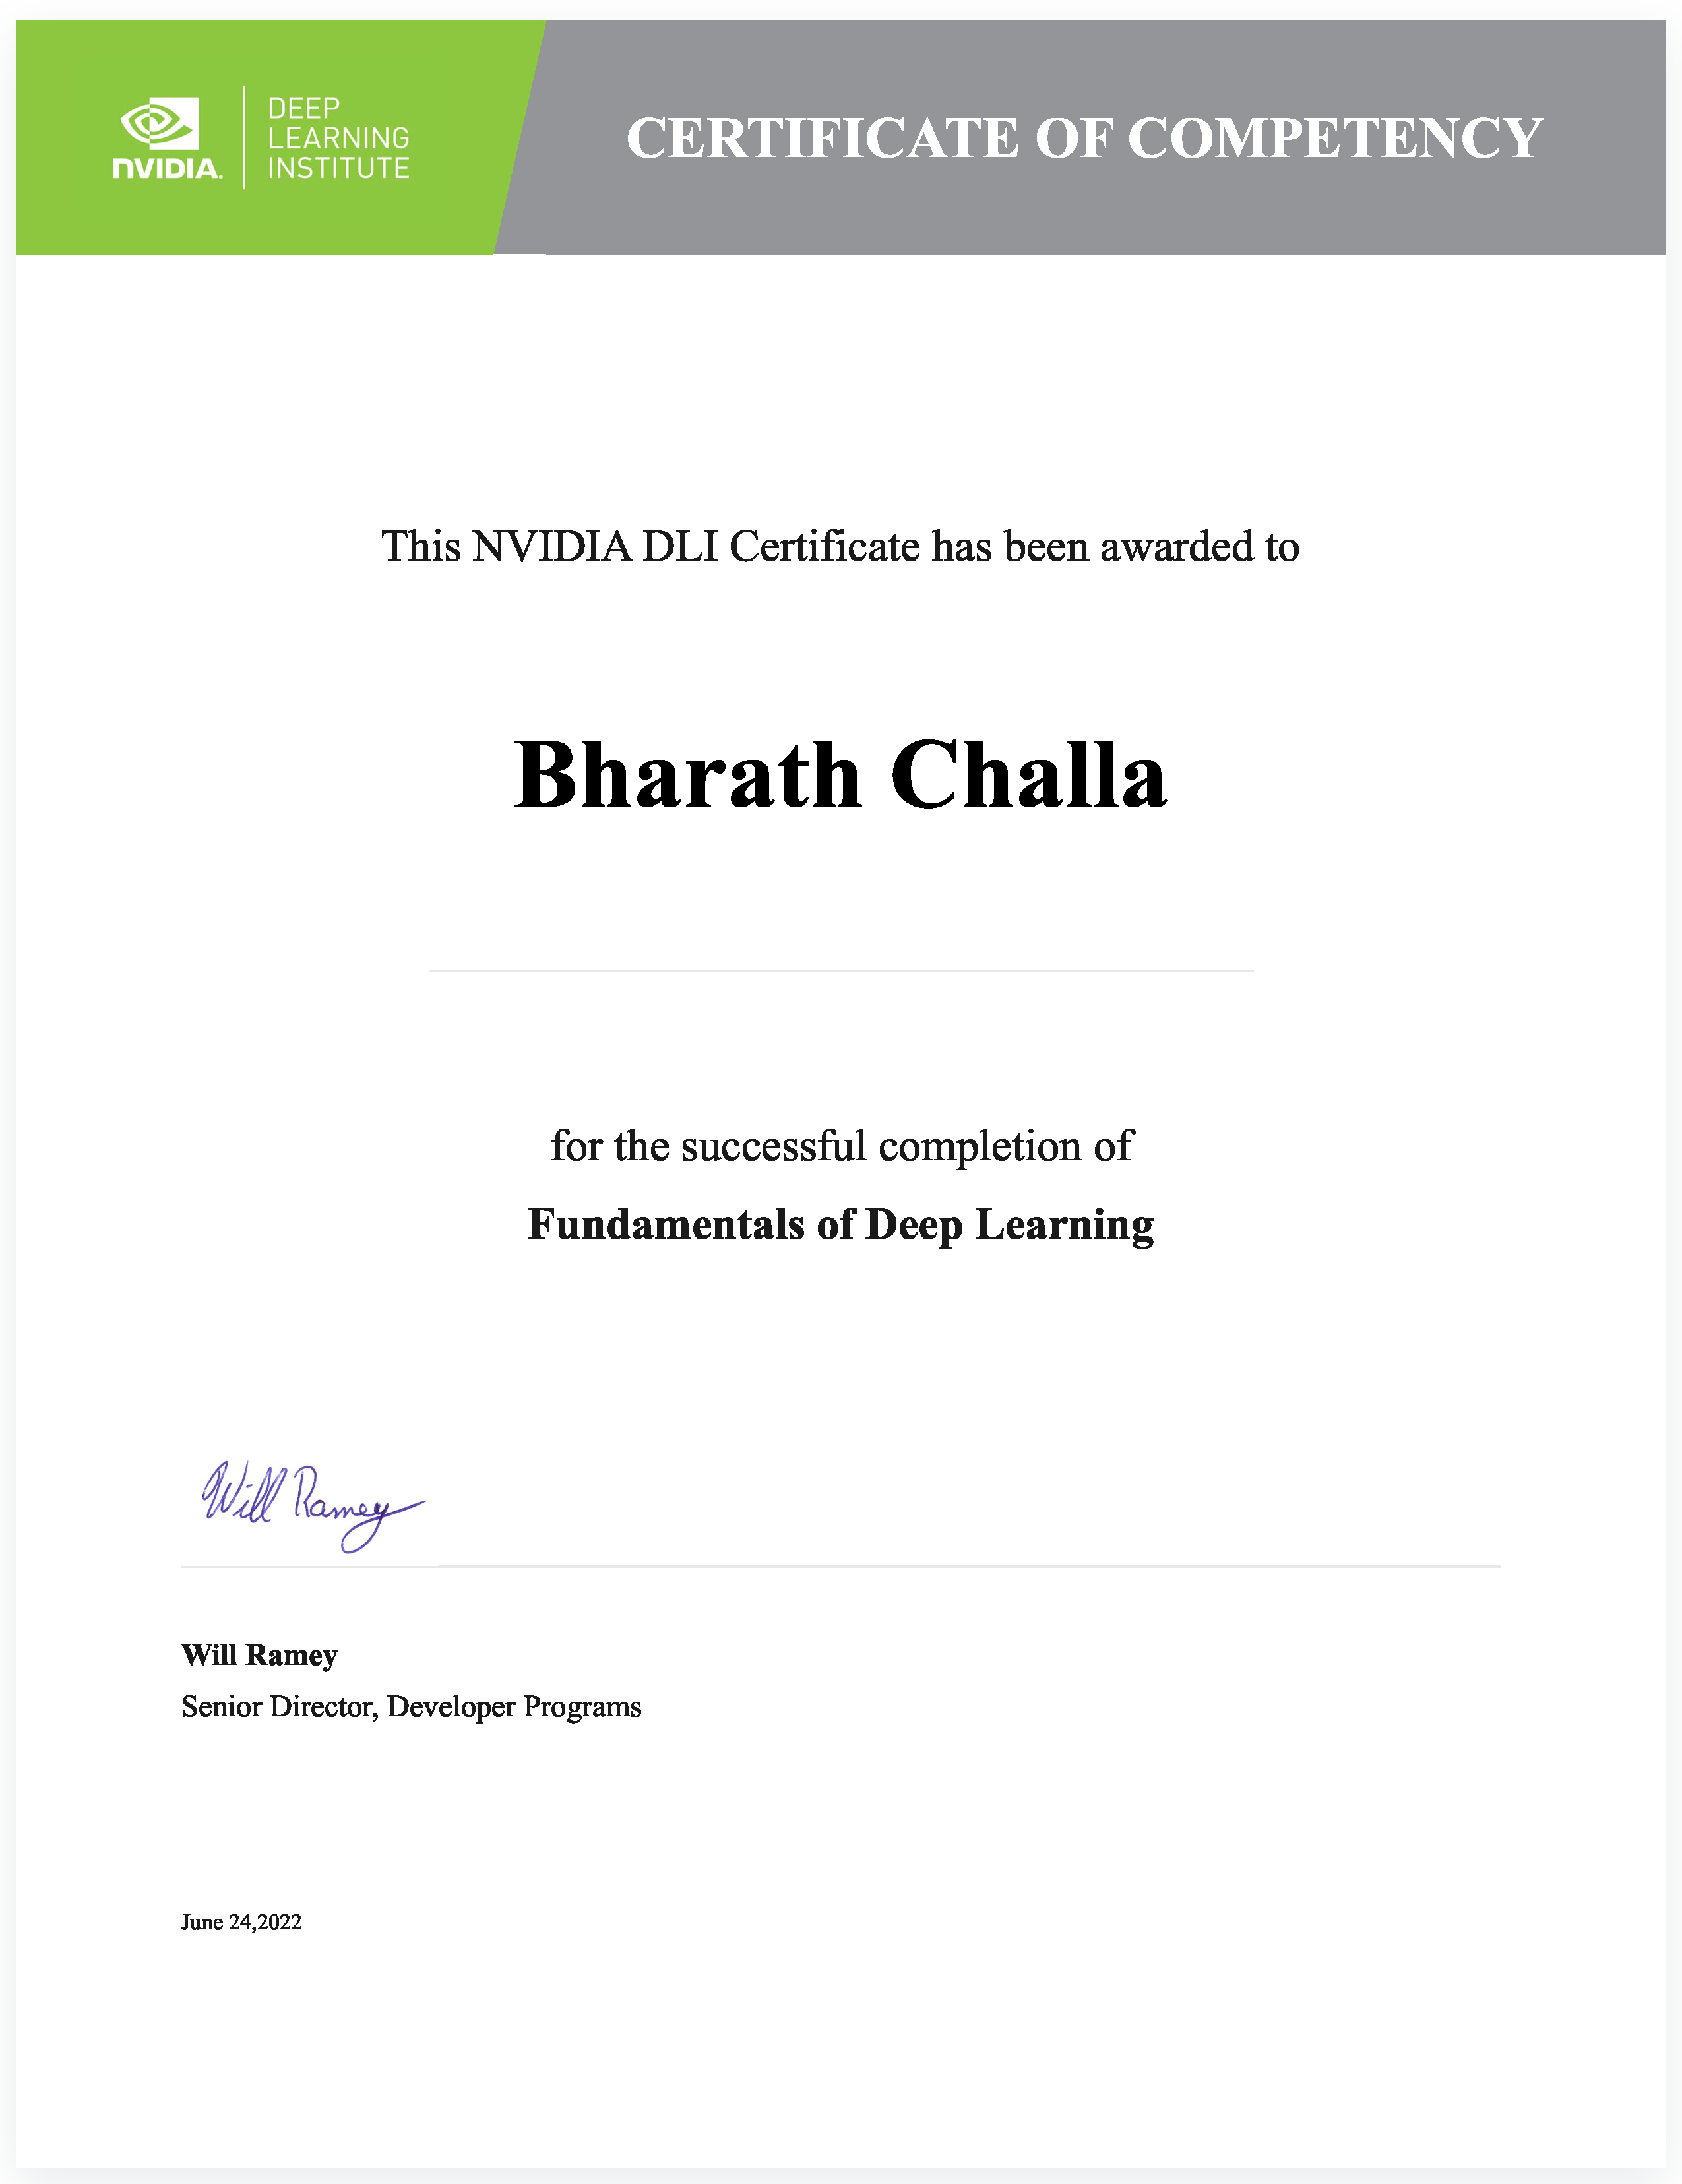 NVIDIA.
DEEP
LEARNING
INSTITUTE
CERTIFICATE OF COMPETENCY
This NVIDIA DLI Certificate has been awarded to
Bharath Challa
for the successful completion of
Fundamentals of Deep Learning
Will Ramey
Will Ramey
Senior Director, Developer Programs
June 24,2022